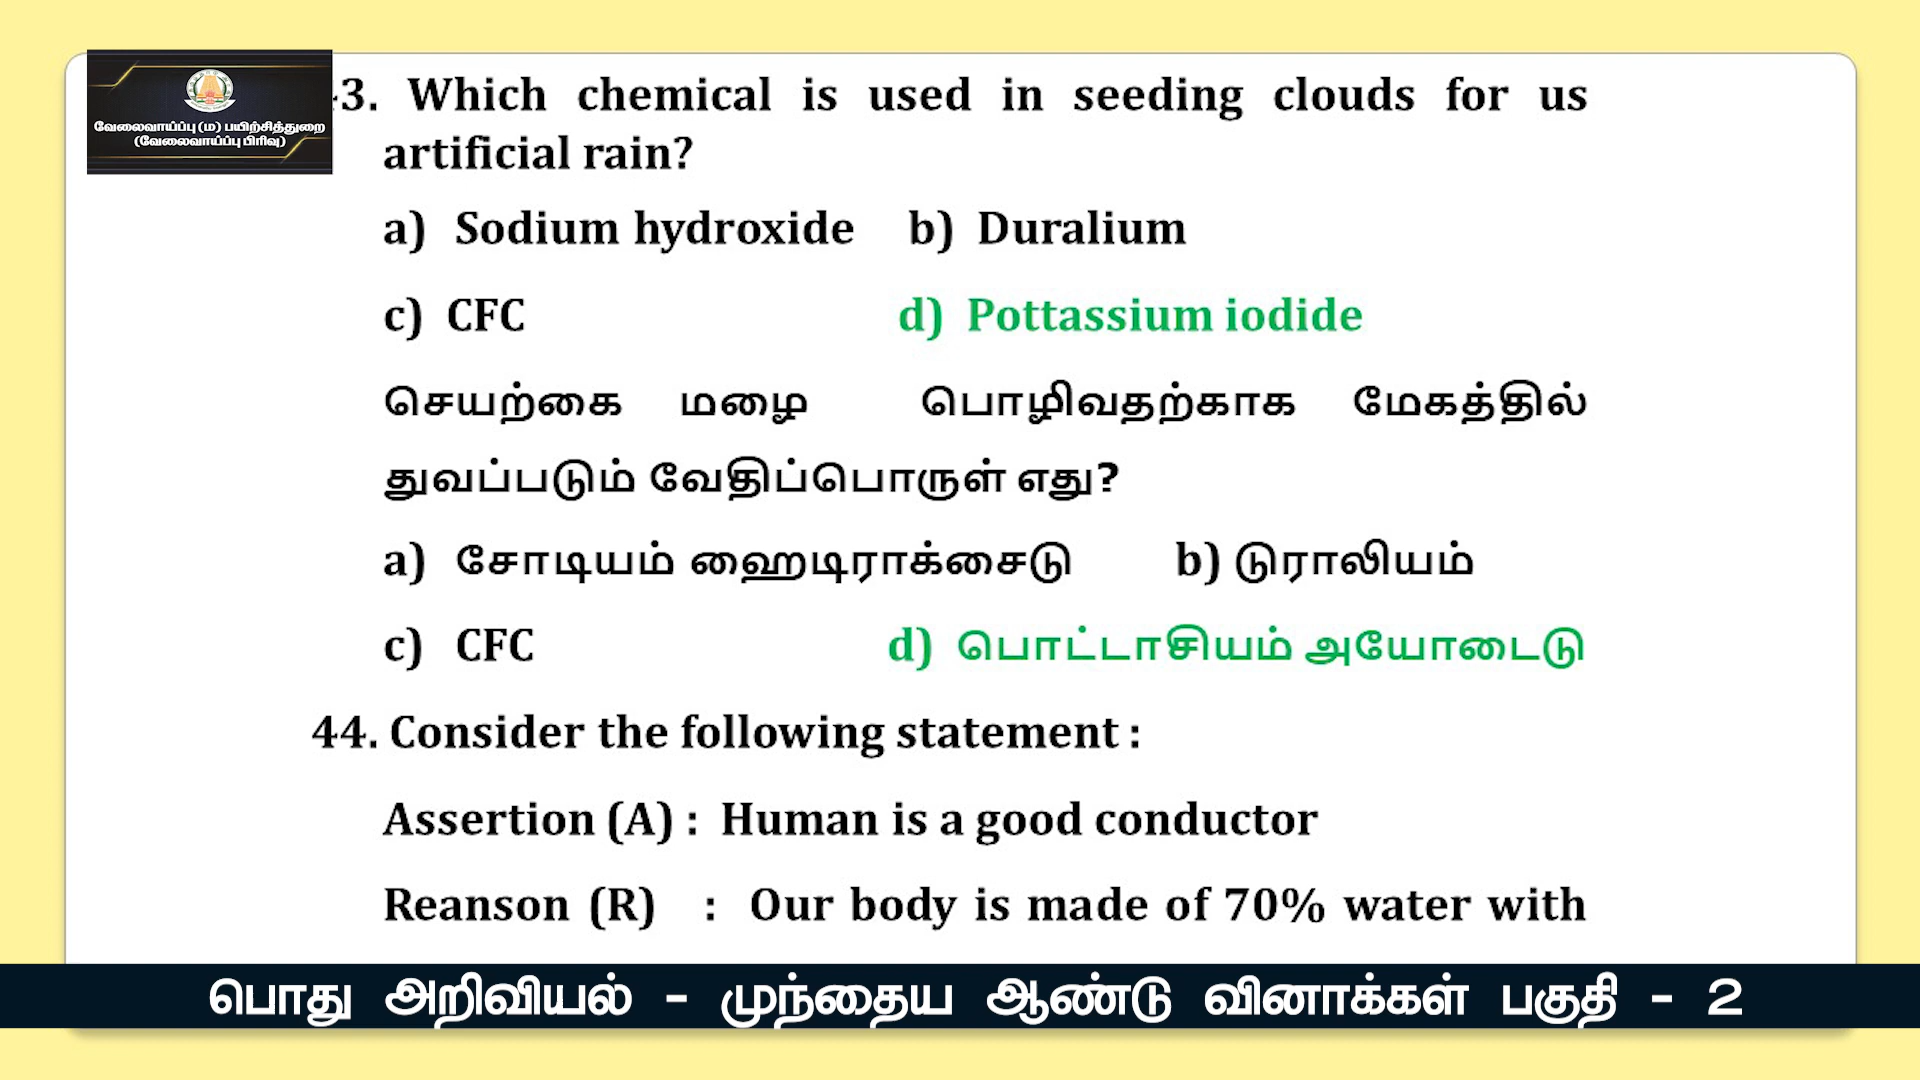 வேலைவாய்ப்பு (ம) பயிற்சித்துறை
(வேலைவாய்ப்பு பிரிவு)
3. Which chemical is used in seeding clouds for us
artificial rain?
a) Sodium hydroxide b) Duralium
c) CFC d) Pottassium iodide
செயற்கை மழை பொழிவதற்காக மேகத்தில்
துவப்படும் வேதிப்பொருள் எது?
a) சோடியம் ஹைடிராக்சைடு b) டுராலியம்
c) CFC d) பொட்டாசியம் அயோடைடு
44. Consider the following statement :
Assertion (A) : Human is a good conductor
Reanson (R) : Our body is made of 70% water with
பொது அறிவியல் - முந்தைய ஆண்டு வினாக்கள் பகுதி - 2